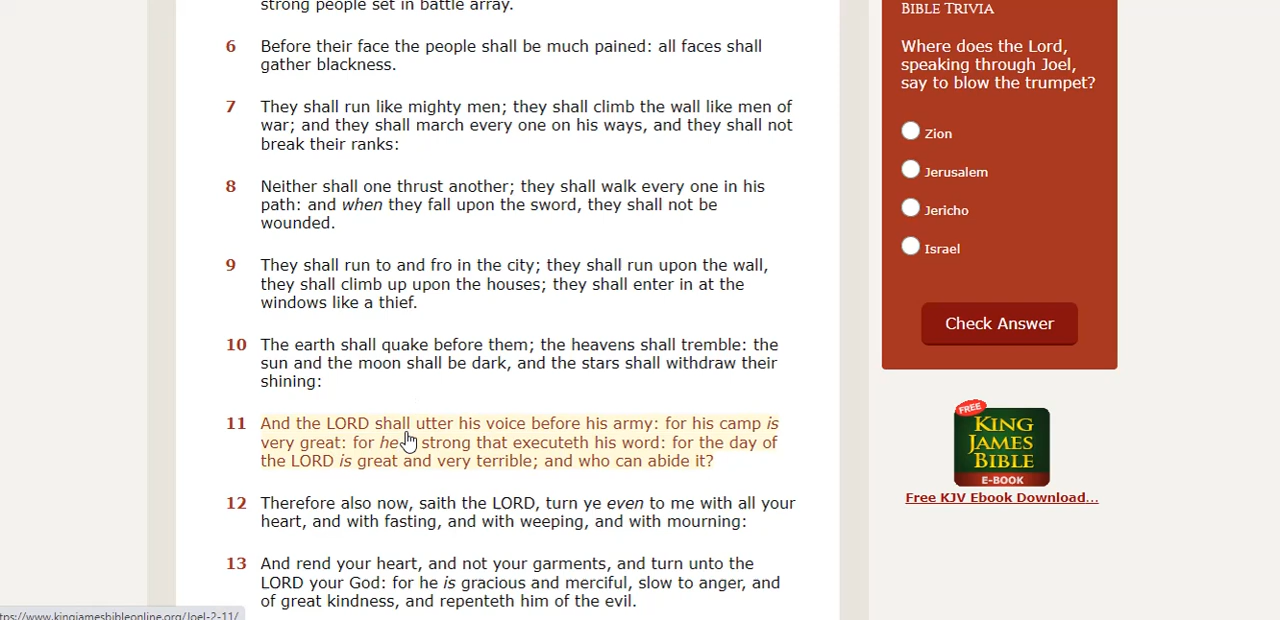 strong people set in battle array.
6 Before their face the people shall be much pained: all faces shall
gather blackness.
7 They shall run like mighty men; they shall climb the wall like men of
war; and they shall march every one on his ways, and they shall not
break their ranks:
8 Neither shall one thrust another; they shall walk every one in his
path: and when they fall upon the sword, they shall not be
wounded.
9 They shall run to and fro in the city; they shall run upon the wall,
they shall climb up upon the houses; they shall enter in at the
windows like a thief.
10 The earth shall quake before them; the heavens shall tremble: the
sun and the moon shall be dark, and the stars shall withdraw their
shining:
11 And the LORD shall utter his voice before his army: for his camp is
very great: for he strong that executeth his word: for the day of
the LORD is great and very terrible; and who can abide it?
12 Therefore also now, saith the LORD, turn ye even to me with all your
heart, and with fasting, and with weeping, and with mourning:
13 And rend your heart, and not your garments, and turn unto the
LORD your God: for he is gracious and merciful, slow to anger, and
of great kindness, and repenteth him of the evil.
BIBLE TRIVIA
Where does the Lord,
speaking through Joel,
say to blow the trumpet?
Zion
Jerusalem
Jericho
Israel
Check Answer
FREE
KING
JAMES
BIBLE
E-BOOK
Free KJV Ebook Download...
tps://www.kingjamesbibleonline.org/Joel-2-11/